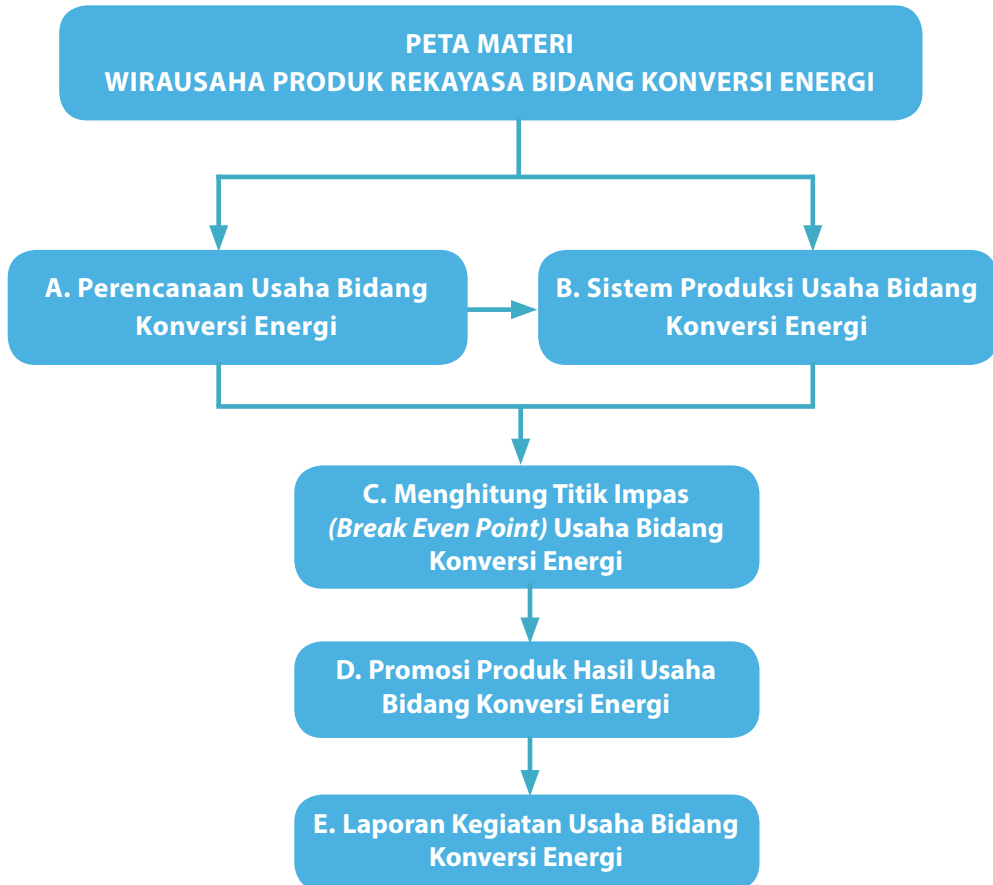 PETA MATERI
WIRAUSAHA PRODUK REKAYASA BIDANG KONVERSI ENERGI
A. Perencanaan Usaha Bidang
Konversi Energi
B. Sistem Produksi Usaha Bidang
Konversi Energi
C. Menghitung Titik Impas
(Break Even Point) Usaha Bidang
Konversi Energi
D. Promosi Produk Hasil Usaha
Bidang Konversi Energi
E. Laporan Kegiatan Usaha Bidang
Konversi Energi